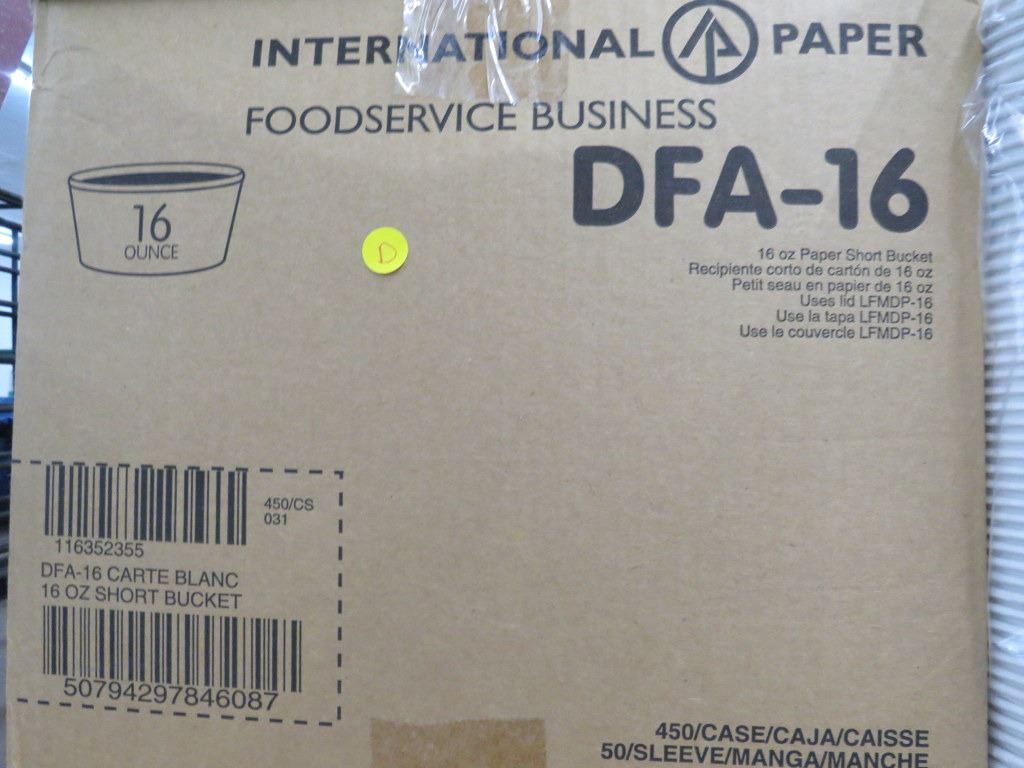 INTERNATIONAL PAPER
FOODSERVICE BUSINESS
DFA-16
16
OUNCE
D
16 oz Paper Short Bucket
Recipiente corto de cartón de 16 oz
Petit seau en papier de 16 oz
Uses lid LFMDP-16
Use la tapa LFMDP-16
Use le couvercle LFMDP-16
450/CS
031
116352355
DFA-16 CARTE BLANC
16 OZ SHORT BUCKET
50794297846087
450/CASE/CAJA/CAISSE
50/SLEEVE/MANGA/MANCHE